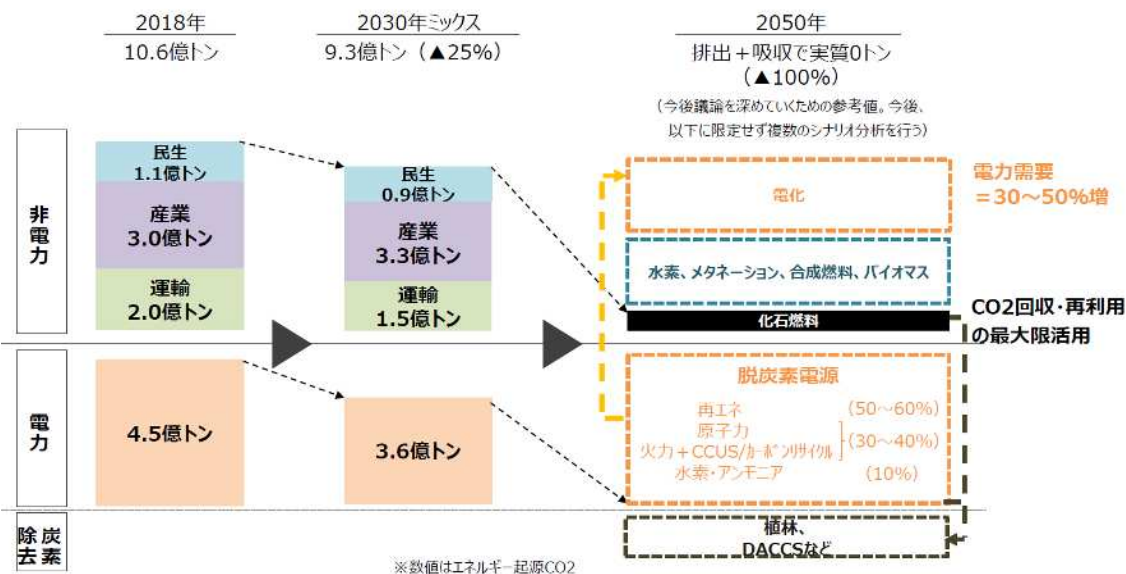 2018年
10.6億トン
2030年ミックス
9.3億トン（▲25%）
2050年
排出＋吸収で実質0トン
（▲100%）
（今後議論を深めていくための参考値。今後、
以下に限定せず複数のシナリオ分析を行う）
非電力
民生
1.1億トン
産業
3.0億トン
運輸
2.0億トン
民生
0.9億トン
産業
3.3億トン
運輸
1.5億トン
電化
電力需要
＝30～50%増
水素、メタネーション、合成燃料、バイオマス
化石燃料
CO2回収・再利用
の最大限活用
電力
4.5億トン
3.6億トン
脱炭素電源
再エネ （50～60%）
原子力
火力＋CCUS/カーボンリサイクル （30～40%）
水素・アンモニア （10%）
炭素除去
植林、
DACCSなど
※数値はエネルギー起源CO2